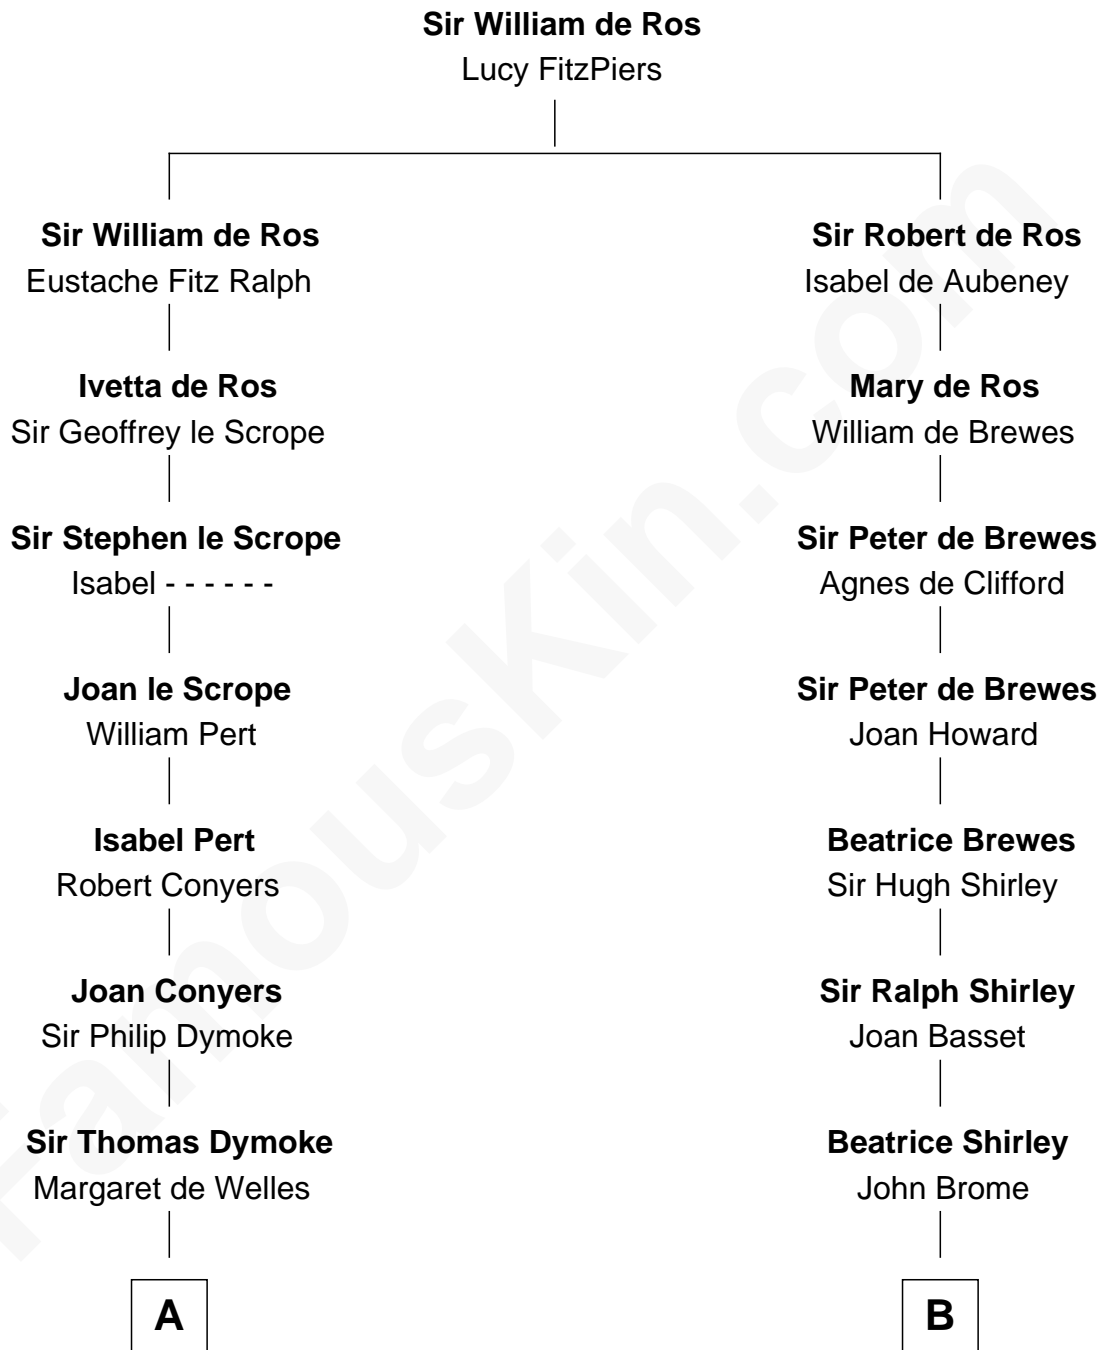 Sir William de Ros
Lucy FitzPiers
Sir William de Ros
Eustache Fitz Ralph
Sir Robert de Ros
Isabel de Aubeney
Ivetta de Ros
Sir Geoffrey le Scrope
Mary de Ros
William de Brewes
Sir Stephen le Scrope
Isabel - - - - - -
Sir Peter de Brewes
Agnes de Clifford
Joan le Scrope
William Pert
Sir Peter de Brewes
Joan Howard
Isabel Pert
Robert Conyers
Beatrice Brewes
Sir Hugh Shirley
Joan Conyers
Sir Philip Dymoke
Sir Ralph Shirley
Joan Basset
Sir Thomas Dymoke
Margaret de Welles
Beatrice Shirley
John Brome
A
B
FamousKin.com